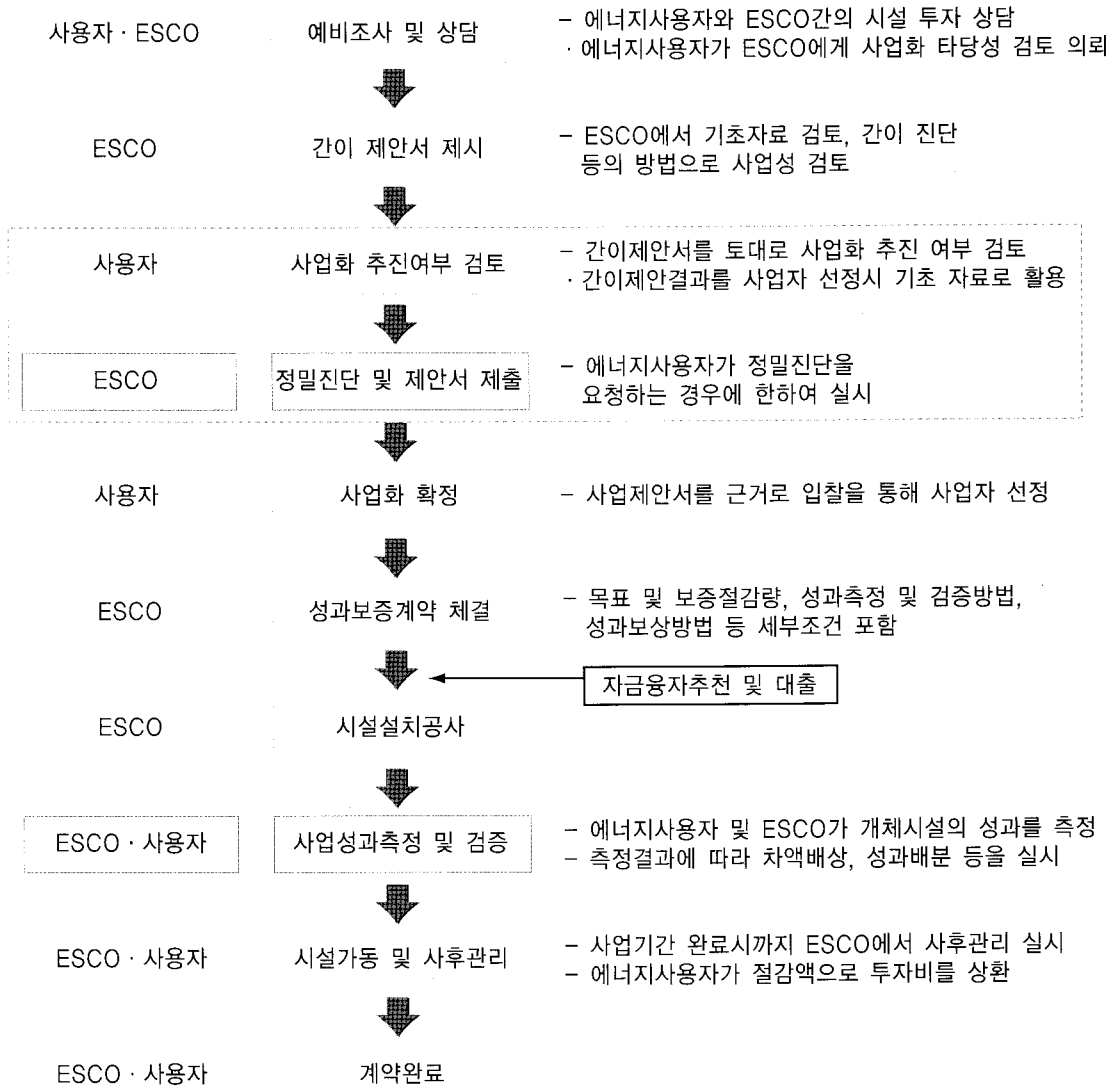 사용자 · ESCO 예비조사 및 상담 – 에너지사용자와 ESCO간의 시설 투자 상담
· 에너지사용자가 ESCO에게 사업화 타당성 검토 의뢰
ESCO 간이 제안서 제시 – ESCO에서 기초자료 검토, 간이 진단
등의 방법으로 사업성 검토
사용자 사업화 추진여부 검토 – 간이제안서를 토대로 사업화 추진 여부 검토
· 간이제안결과를 사업자 선정시 기초 자료로 활용
ESCO 정밀진단 및 제안서 제출 – 에너지사용자가 정밀진단을
요청하는 경우에 한하여 실시
사용자 사업화 확정 – 사업제안서를 근거로 입찰을 통해 사업자 선정
ESCO 성과보증계약 체결 – 목표 및 보증절감량, 성과측정 및 검증방법,
성과보상방법 등 세부조건 포함
자금융자추천 및 대출
ESCO 시설설치공사
ESCO · 사용자 사업성과측정 및 검증 – 에너지사용자 및 ESCO가 개체시설의 성과를 측정
– 측정결과에 따라 차액배상, 성과배분 등을 실시
ESCO · 사용자 시설가동 및 사후관리 – 사업기간 완료시까지 ESCO에서 사후관리 실시
– 에너지사용자가 절감액으로 투자비를 상환
ESCO · 사용자 계약완료